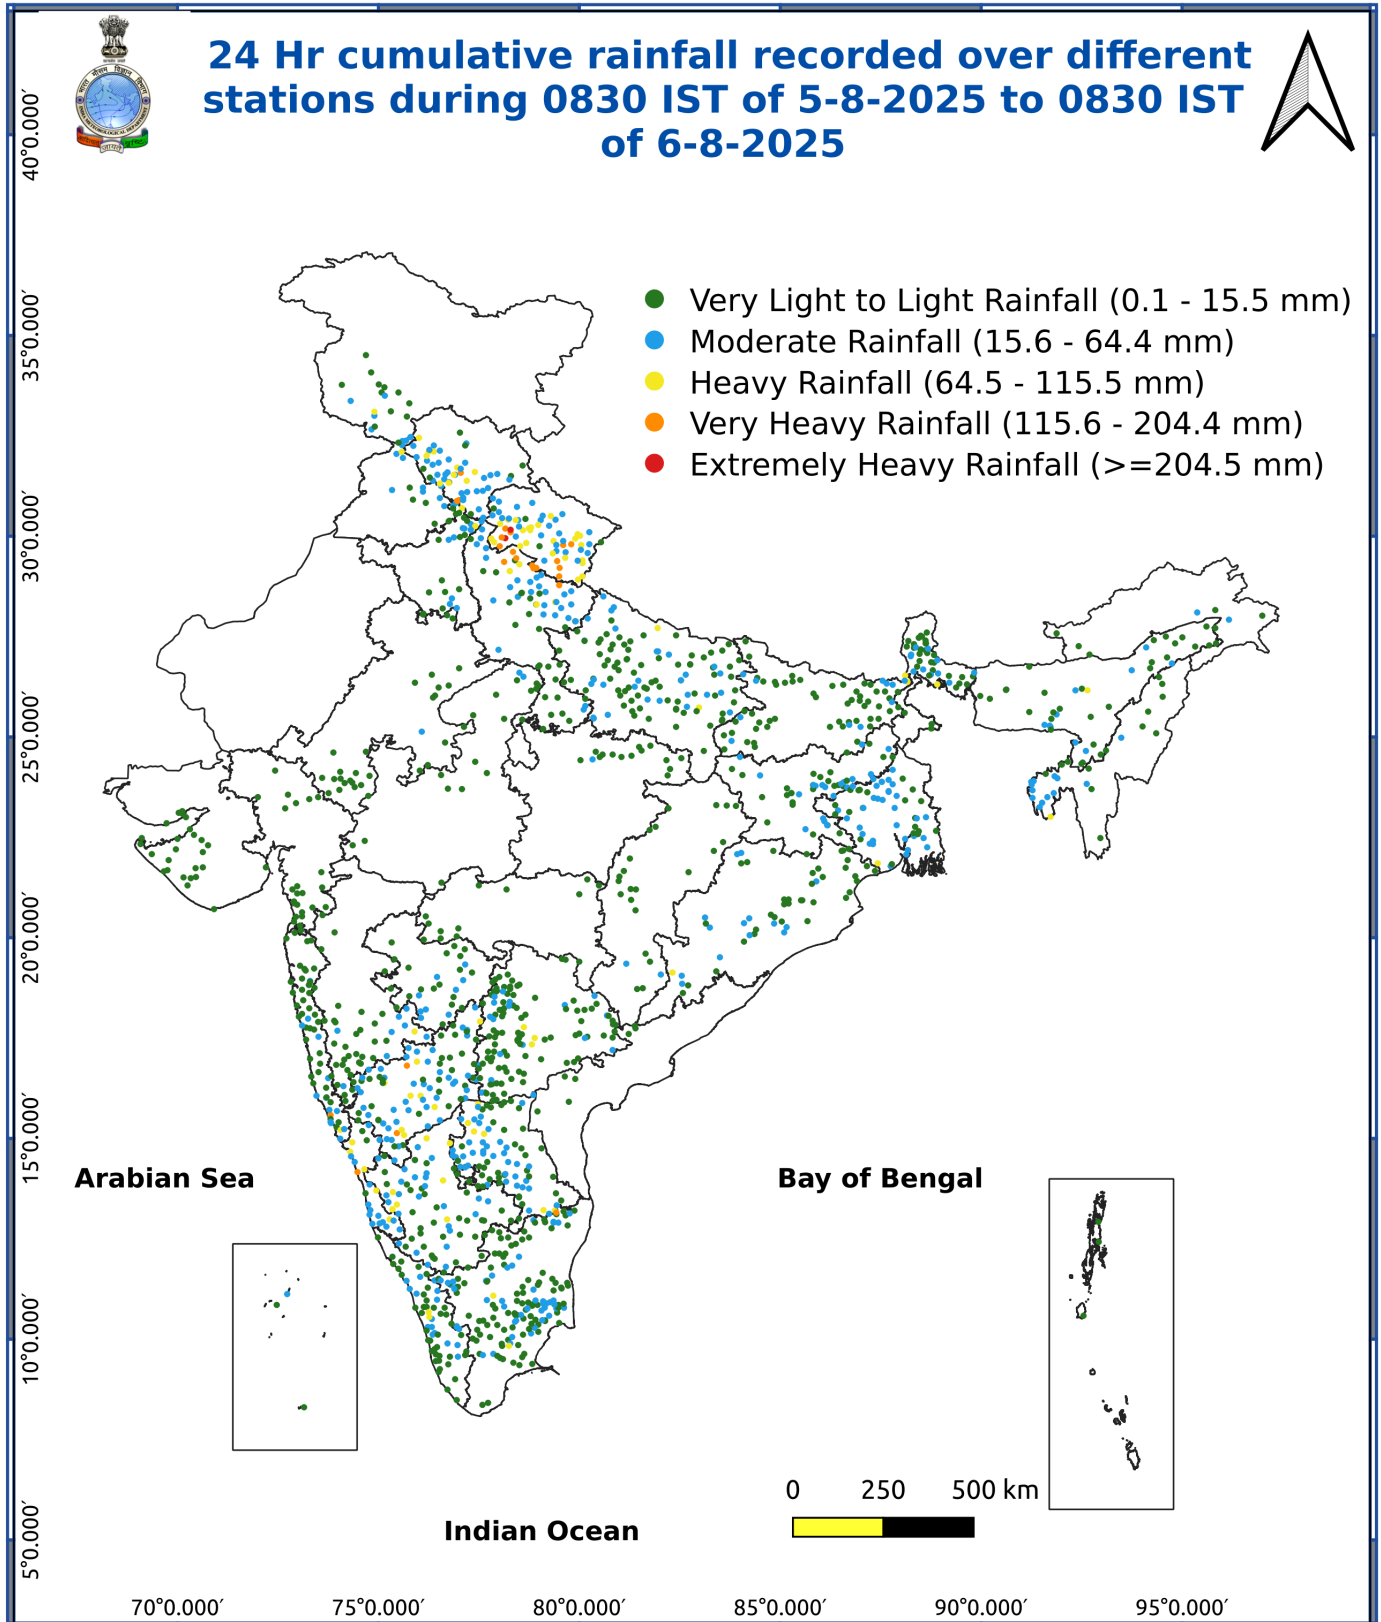 24 Hr cumulative rainfall recorded over different
stations during 0830 IST of 5-8-2025 to 0830 IST
of 6-8-2025
Very Light to Light Rainfall (0.1 - 15.5 mm)
Moderate Rainfall (15.6 - 64.4 mm)
Heavy Rainfall (64.5 - 115.5 mm)
Very Heavy Rainfall (115.6 - 204.4 mm)
Extremely Heavy Rainfall (>=204.5 mm)
40°0.000′
35°0.000′
30°0.000′
25°0.000′
20°0.000′
15°0.000′
10°0.000′
5°0.000′
Arabian Sea
Bay of Bengal
Indian Ocean
0 250 500 km
70°0.000′ 75°0.000′ 80°0.000′ 85°0.000′ 90°0.000′ 95°0.000′